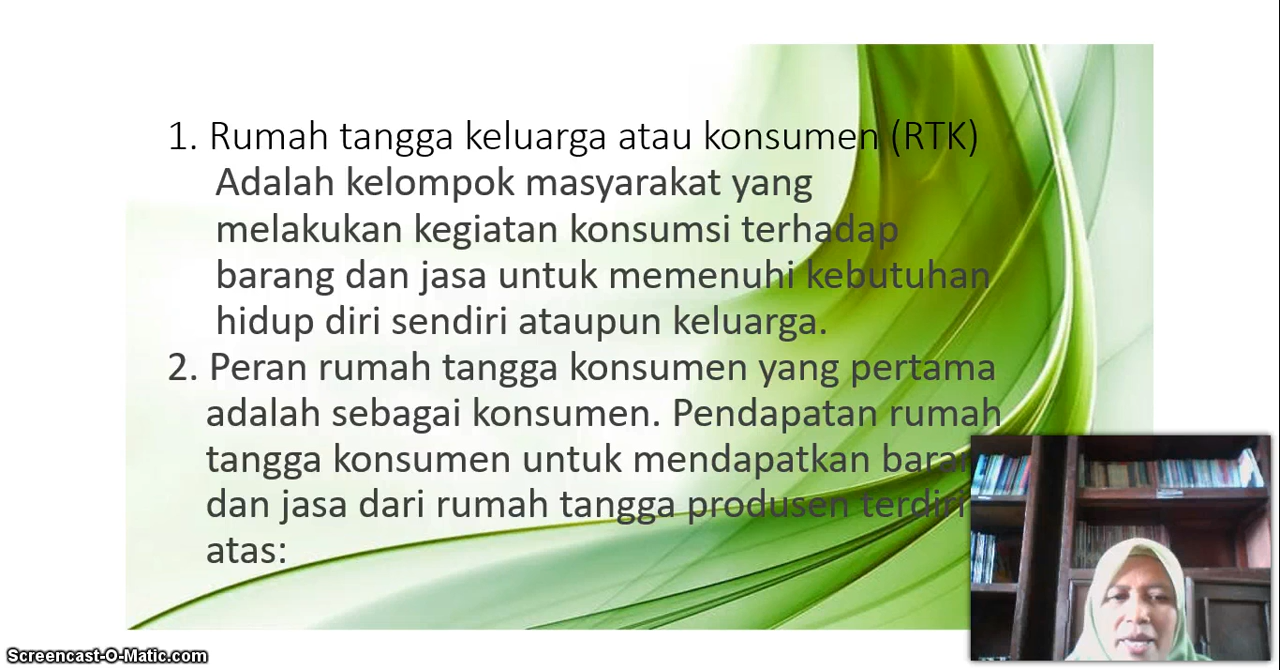 1. Rumah tangga keluarga atau konsumen (RTK)
Adalah kelompok masyarakat yang
melakukan kegiatan konsumsi terhadap
barang dan jasa untuk memenuhi kebutuhan
hidup diri sendiri ataupun keluarga.
2. Peran rumah tangga konsumen yang pertama
adalah sebagai konsumen. Pendapatan rumah
tangga konsumen untuk mendapatkan
dan jasa dari rumah tangga produsen terdiri
atas:
Screencast-O-Matic.com